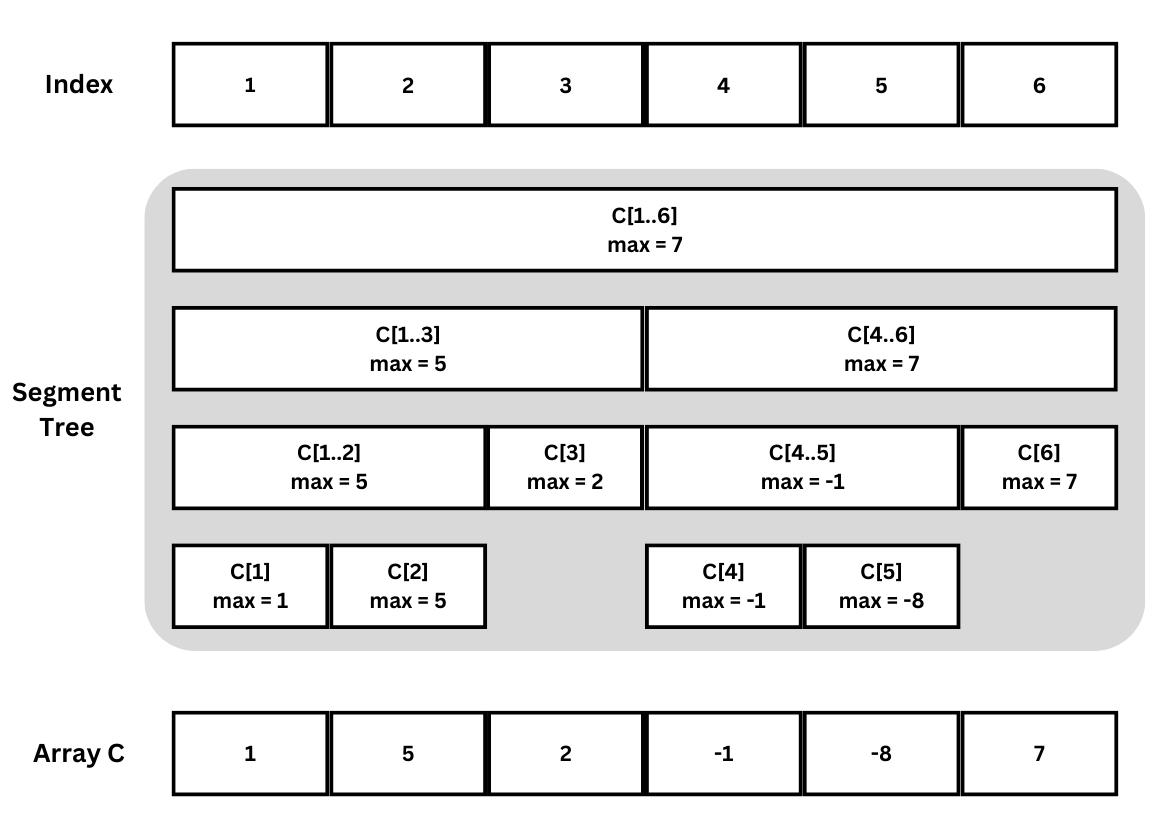 Index
1 2 3 4 5 6
C[1..6]
max = 7
C[1..3] C[4..6]
max = 5 max = 7
Segment
Tree
C[1..2] C[3] C[4..5] C[6]
max = 5 max = 2 max = -1 max = 7
C[1] C[2] C[4] C[5]
max = 1 max = 5 max = -1 max = -8
Array C
1 5 2 -1 -8 7